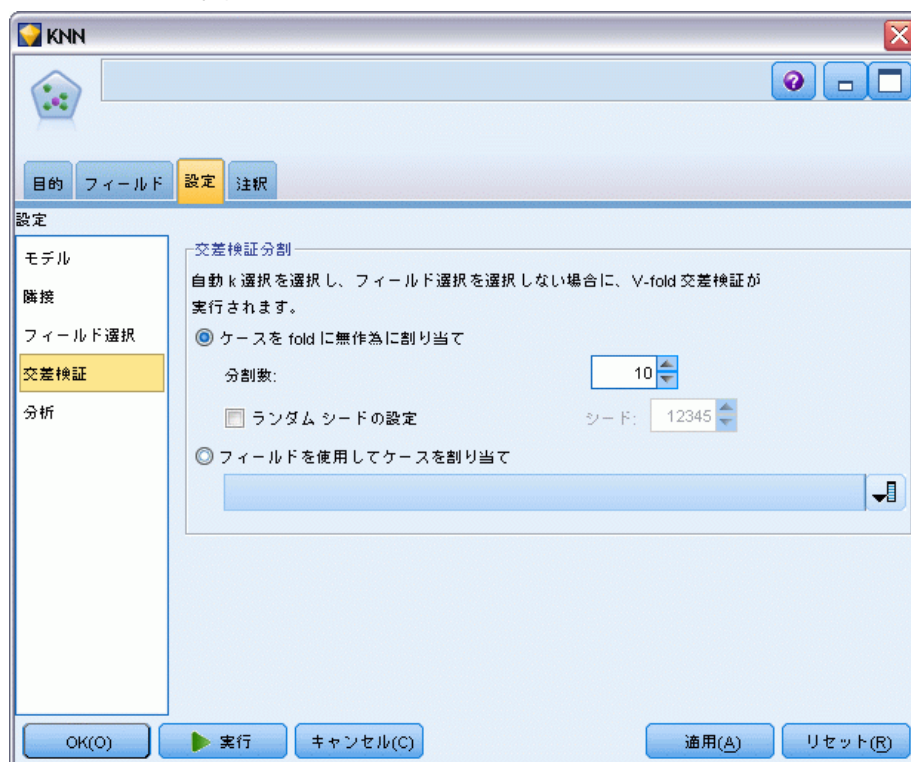 KNN
目的 フィールド 設定 注釈
設定
モデル
隣接
フィールド選択
交差検証
分析
交差検証分割
自動 k 選択を選択し、フィールド選択を選択しない場合に、V-fold 交差検証が
実行されます。
ケースを fold に無作為に割り当て
分割数: 10
ランダム シードの設定 シード: 12345
フィールドを使用してケースを割り当て
OK(O) 実行 キャンセル(C) 適用(A) リセット(R)